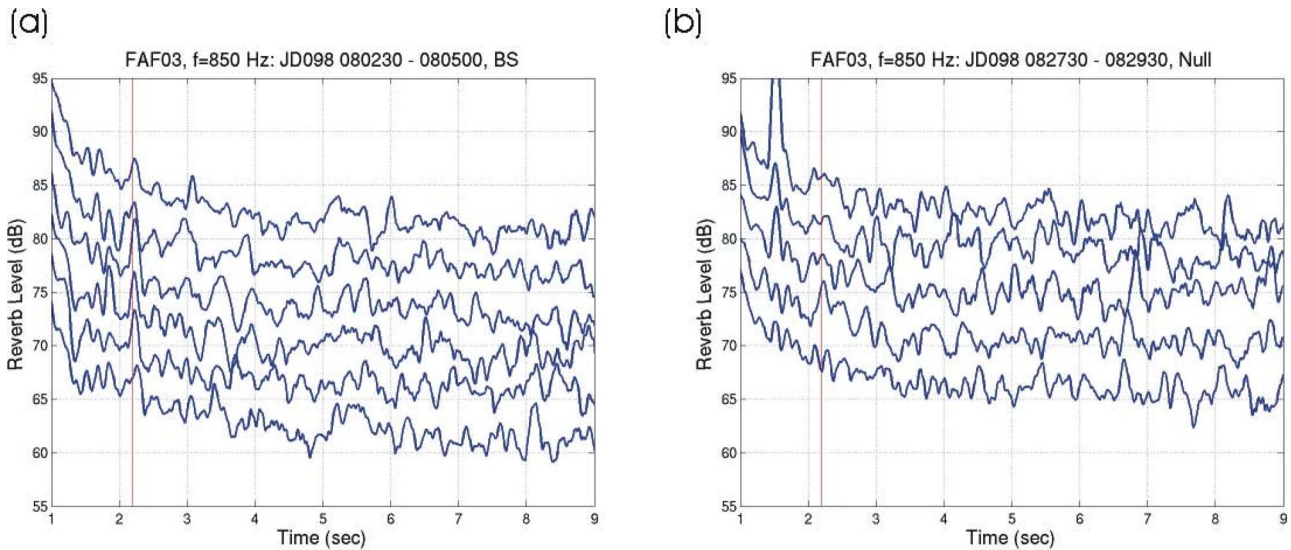 (a)
FAF03, f=850 Hz: JD098 080230 - 080500, BS
95
90
85
80
75
70
65
60
55
Reverb Level (dB)
1 2 3 4 5 6 7 8 9
Time (sec)
(b)
FAF03, f=850 Hz: JD098 082730 - 082930, Null
95
90
85
80
75
70
65
60
55
Reverb Level (dB)
1 2 3 4 5 6 7 8 9
Time (sec)